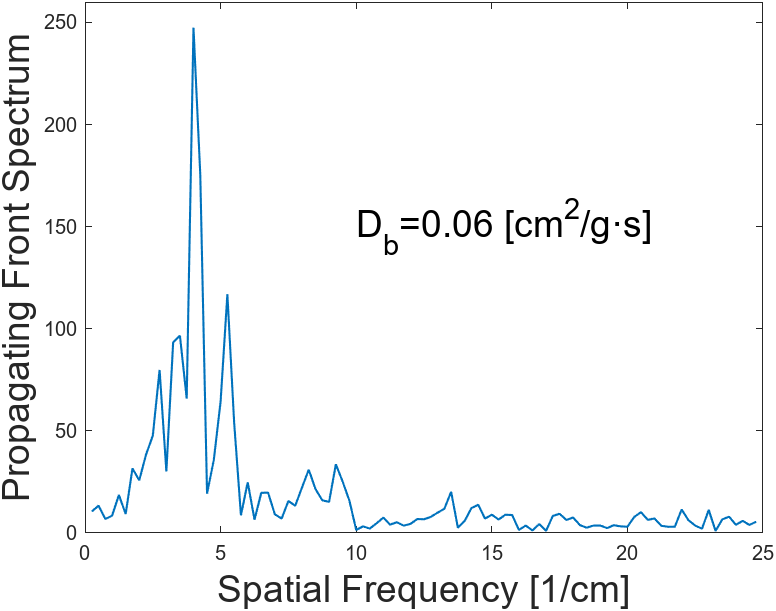 Propagating Front Spectrum
250
200
150
100
50
0
D_b=0.06 [cm²/g·s]
0 5 10 15 20 25
Spatial Frequency [1/cm]